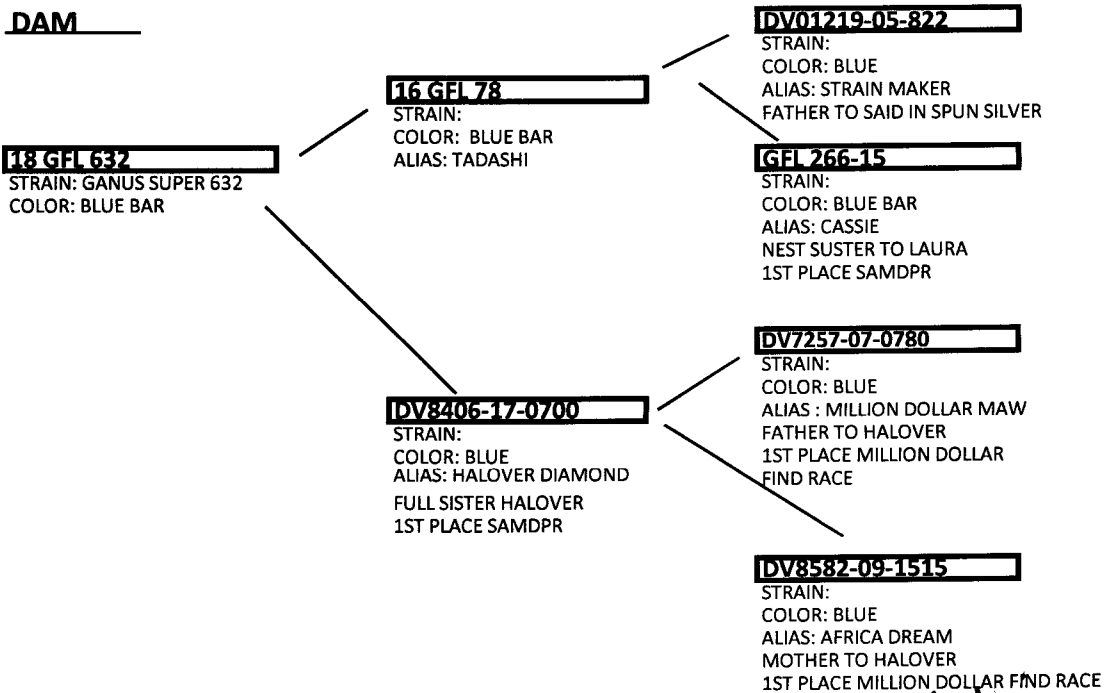 DAM
18 GFL 632
STRAIN: GANUS SUPER 632
COLOR: BLUE BAR
16 GFL 78
STRAIN:
COLOR: BLUE BAR
ALIAS: TADASHI
DV8406-17-0700
STRAIN:
COLOR: BLUE
ALIAS: HALOVER DIAMOND
FULL SISTER HALOVER
1ST PLACE SAMDPR
DV01219-05-822
STRAIN:
COLOR: BLUE
ALIAS: STRAIN MAKER
FATHER TO SAID IN SPUN SILVER
GFL 266-15
STRAIN:
COLOR: BLUE BAR
ALIAS: CASSIE
NEST SUSTER TO LAURA
1ST PLACE SAMDPR
DV7257-07-0780
STRAIN:
COLOR: BLUE
ALIAS : MILLION DOLLAR MAW
FATHER TO HALOVER
1ST PLACE MILLION DOLLAR
FIND RACE
DV8582-09-1515
STRAIN:
COLOR: BLUE
ALIAS: AFRICA DREAM
MOTHER TO HALOVER
1ST PLACE MILLION DOLLAR FIND RACE